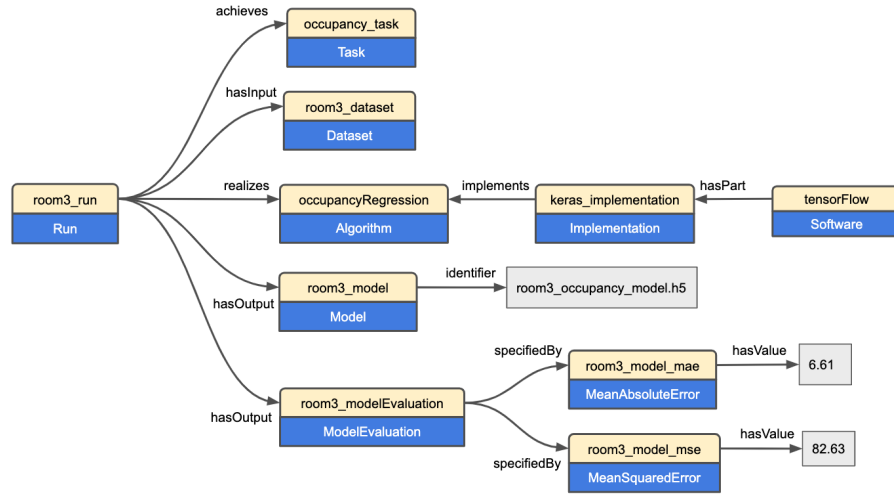 achieves
occupancy_task
Task
hasInput
room3_dataset
Dataset
room3_run
Run
realizes
occupancyRegression
Algorithm
implements
keras_implementation
Implementation
hasPart
tensorFlow
Software
hasOutput
room3_model
Model
identifier
room3_occupancy_model.h5
hasOutput
room3_modelEvaluation
ModelEvaluation
specifiedBy
room3_model_mae
MeanAbsoluteError
hasValue
6.61
specifiedBy
room3_model_mse
MeanSquaredError
hasValue
82.63